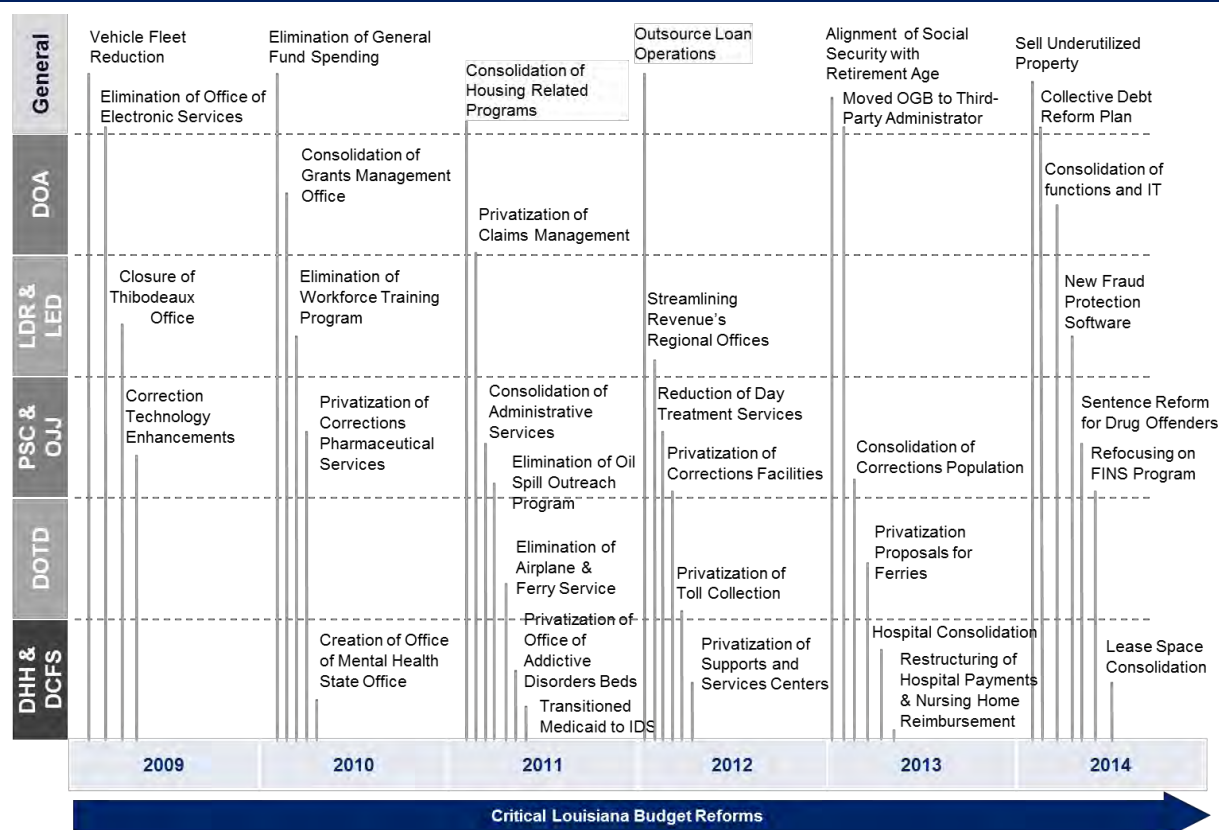 General
Vehicle Fleet
Reduction
Elimination of Office of
Electronic Services
Elimination of General
Fund Spending
Consolidation of
Housing Related
Programs
Outsource Loan
Operations
Alignment of Social
Security with
Retirement Age
Moved OGB to Third-
Party Administrator
Sell Underutilized
Property
Collective Debt
Reform Plan
DOA
Consolidation of
Grants Management
Office
Privatization of
Claims Management
Consolidation of
functions and IT
LDR &
LED
Closure of
Thibodeaux
Office
Elimination of
Workforce Training
Program
Streamlining
Revenue's
Regional Offices
New Fraud
Protection
Software
PSC &
OJJ
Correction
Technology
Enhancements
Privatization of
Corrections
Pharmaceutical
Services
Consolidation of
Administrative
Services
Elimination of Oil
Spill Outreach
Program
Reduction of Day
Treatment Services
Privatization of
Corrections Facilities
Consolidation of
Corrections Population
Sentence Reform
for Drug Offenders
Refocusing on
FINS Program
DOTD
Elimination of
Airplane &
Ferry Service
Privatization of
Toll Collection
Privatization
Proposals for
Ferries
DHH &
DCFS
Creation of Office
of Mental Health
State Office
Privatization of
Office of
Addictive
Disorders Beds
Transitioned
Medicaid to IDS
Privatization of
Supports and
Services Centers
Hospital Consolidation
Restructuring of
Hospital Payments
& Nursing Home
Reimbursement
Lease Space
Consolidation
2009
2010
2011
2012
2013
2014
Critical Louisiana Budget Reforms